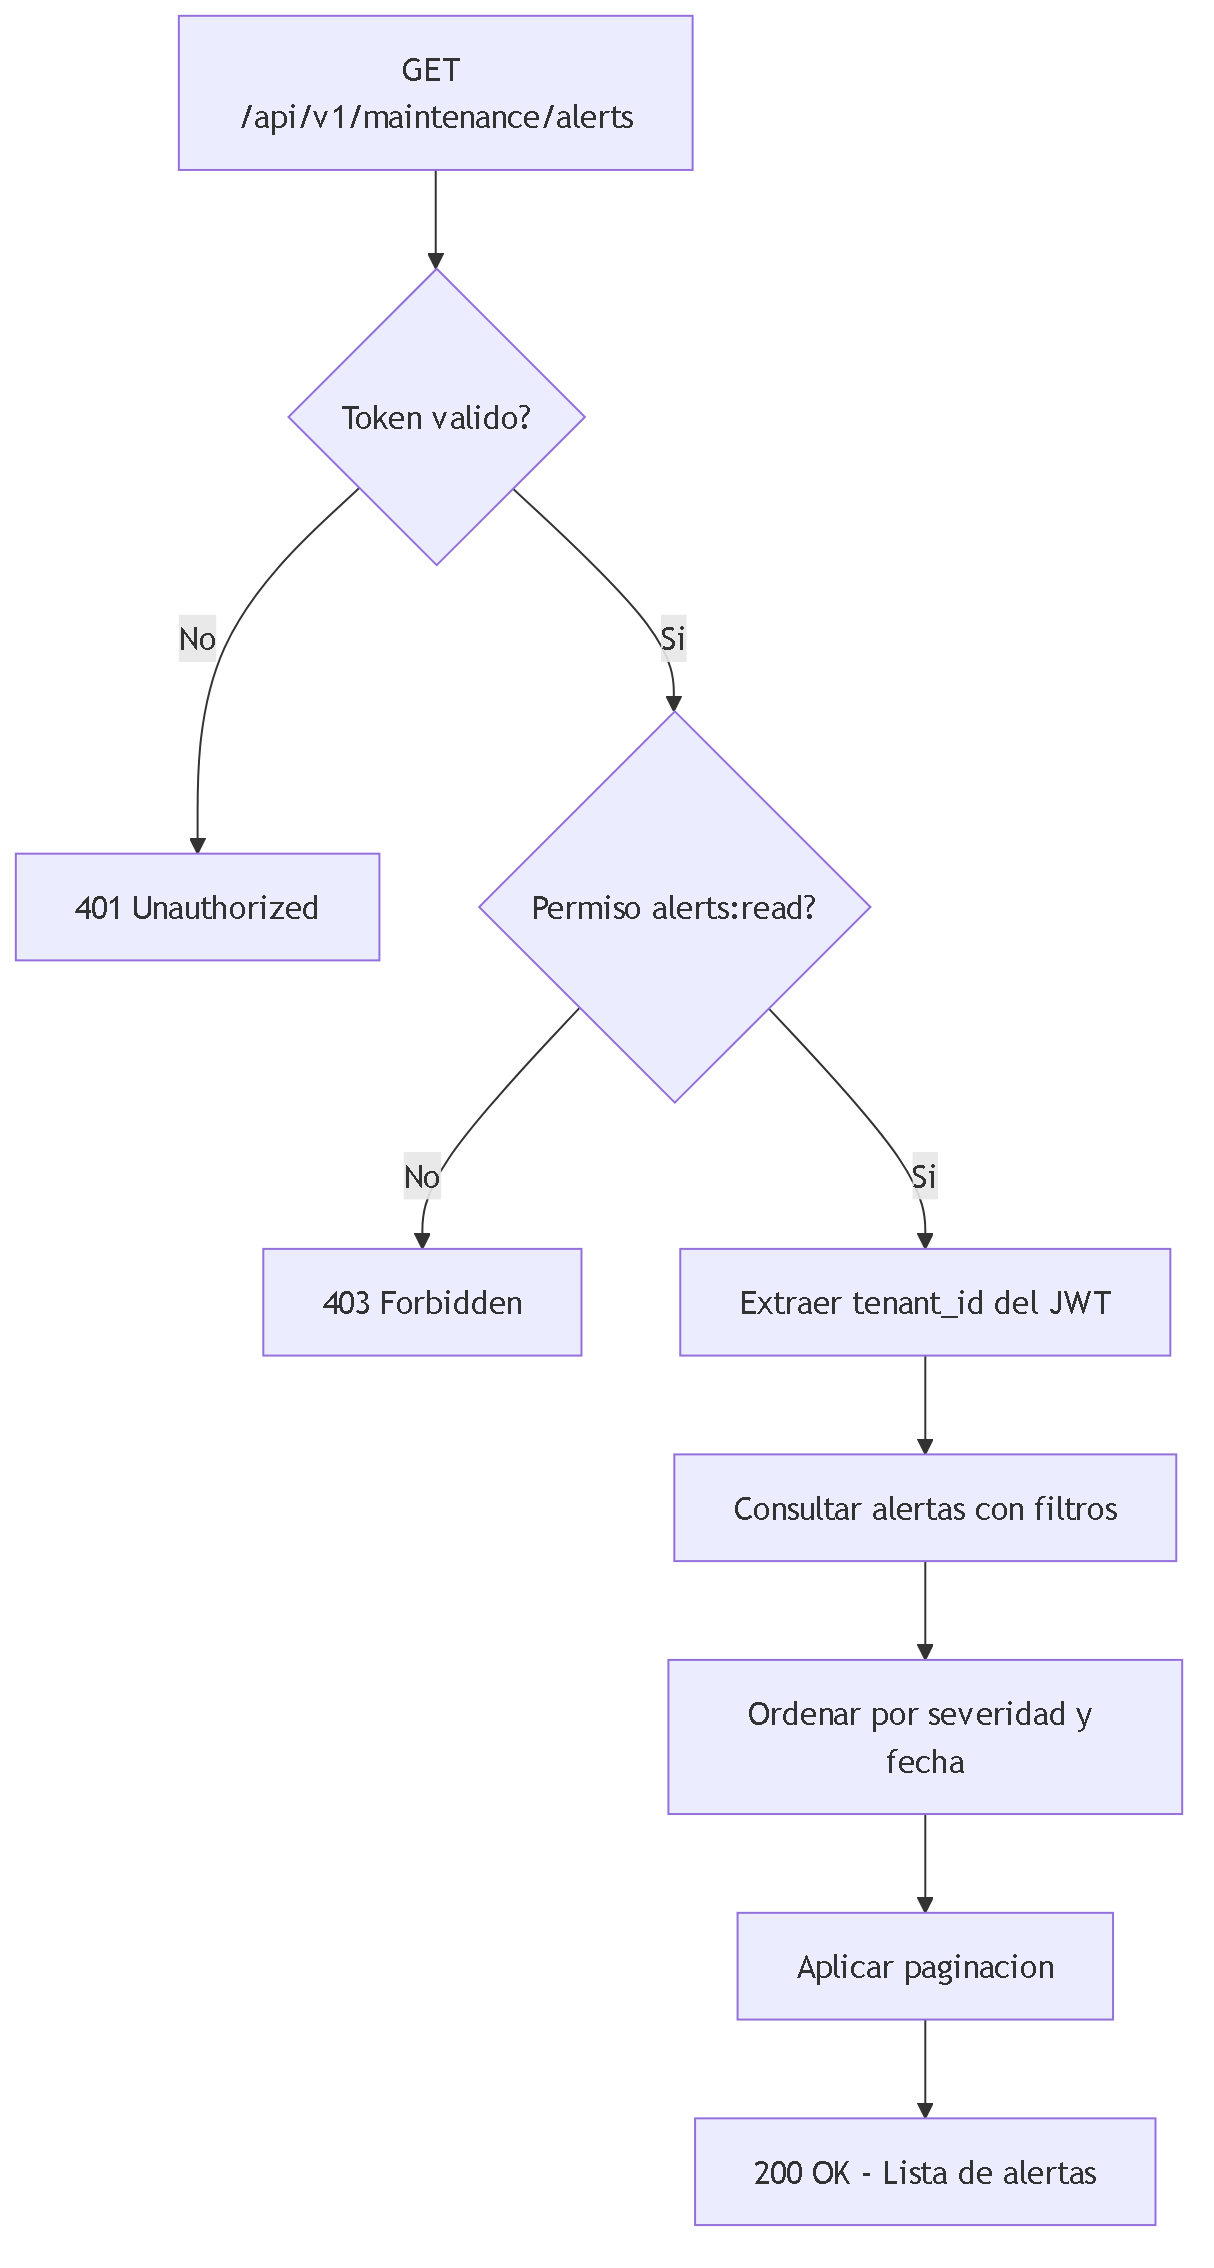 GET
/api/v1/maintenance/alerts
Token valido?
No
Si
401 Unauthorized
Permiso alerts:read?
No
Si
403 Forbidden
Extraer tenant_id del JWT
Consultar alertas con filtros
Ordenar por severidad y
fecha
Aplicar paginacion
200 OK - Lista de alertas